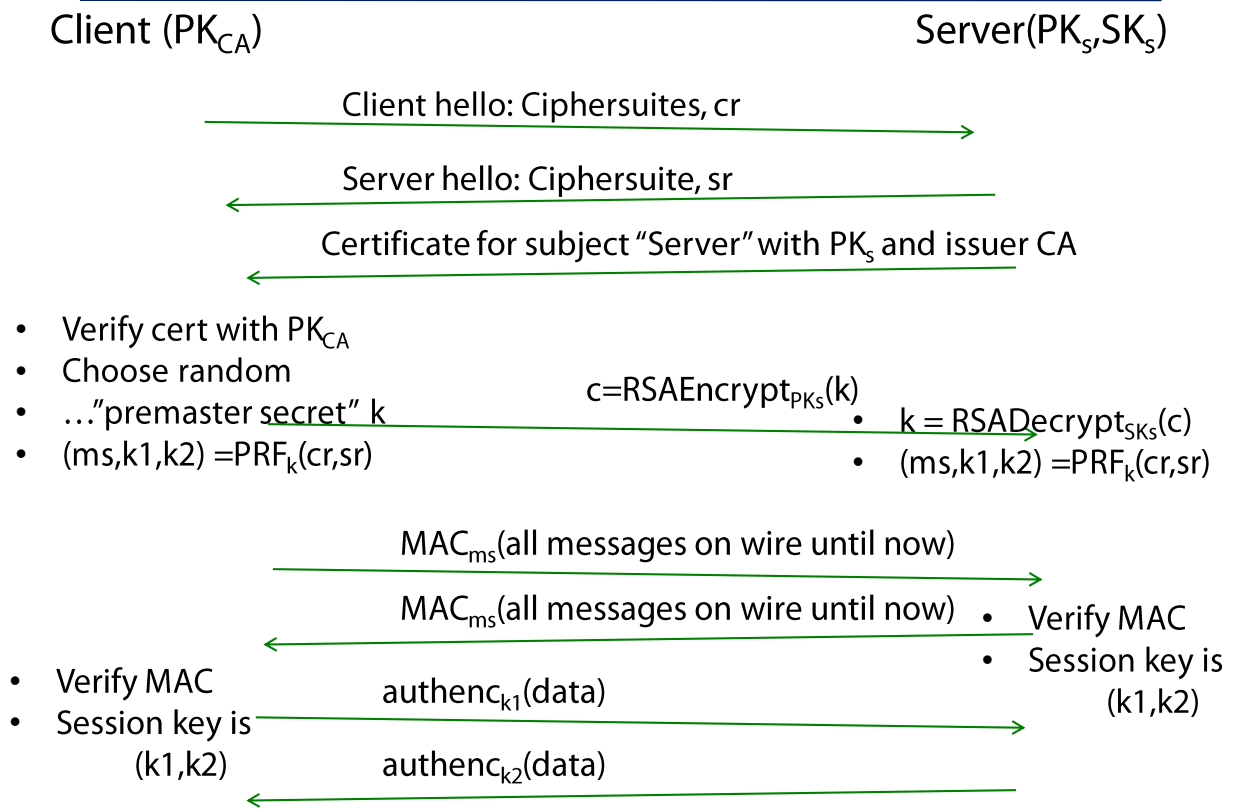 Client (PKCA)
Server(PKs,SKs)
Client hello: Ciphersuites, cr
Server hello: Ciphersuite, sr
Certificate for subject “Server” with PKs and issuer CA
• Verify cert with PKCA
• Choose random
• …”premaster secret” k
• (ms,k1,k2) =PRFk(cr,sr)
c=RSAEncryptPKs(k)
• k = RSADecryptSKs(c)
• (ms,k1,k2) =PRFk(cr,sr)
MACms(all messages on wire until now)
MACms(all messages on wire until now)
• Verify MAC
• Session key is
(k1,k2)
• Verify MAC
• Session key is
(k1,k2)
authenck1(data)
authenck2(data)